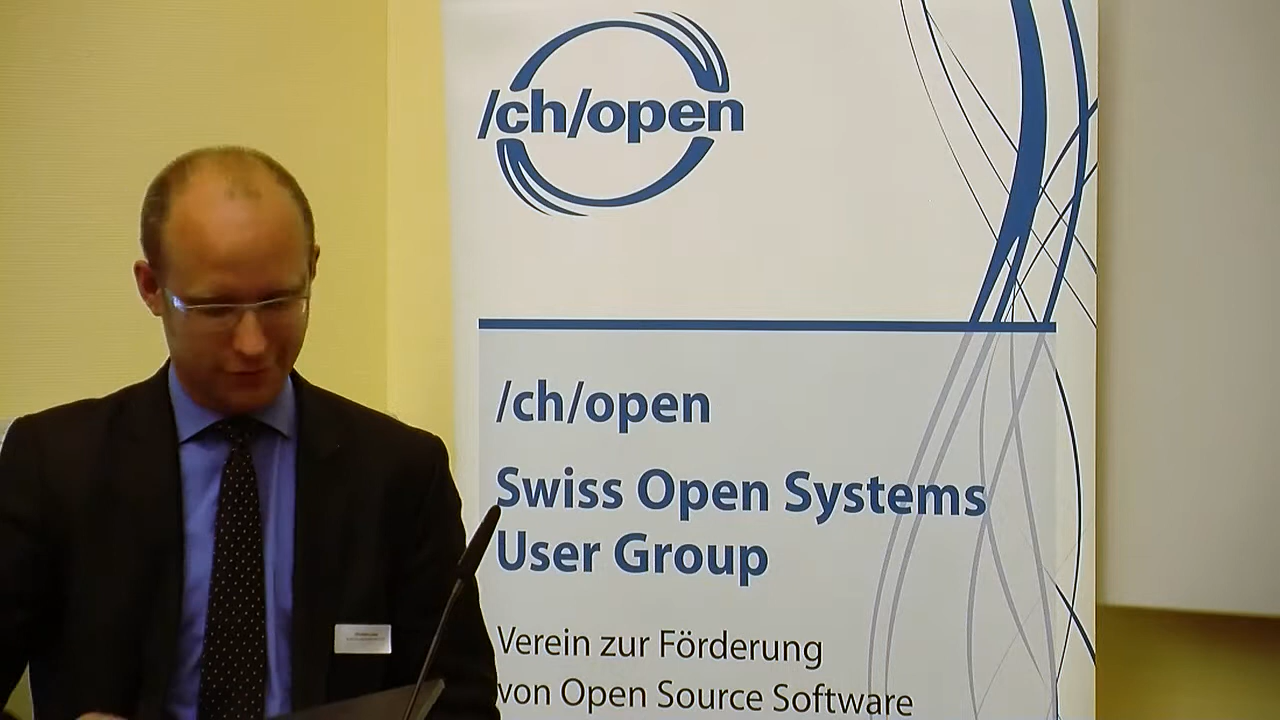 /ch/open
/ch/open
Swiss Open Systems
User Group
Verein zur Förderung
von Open Source Software